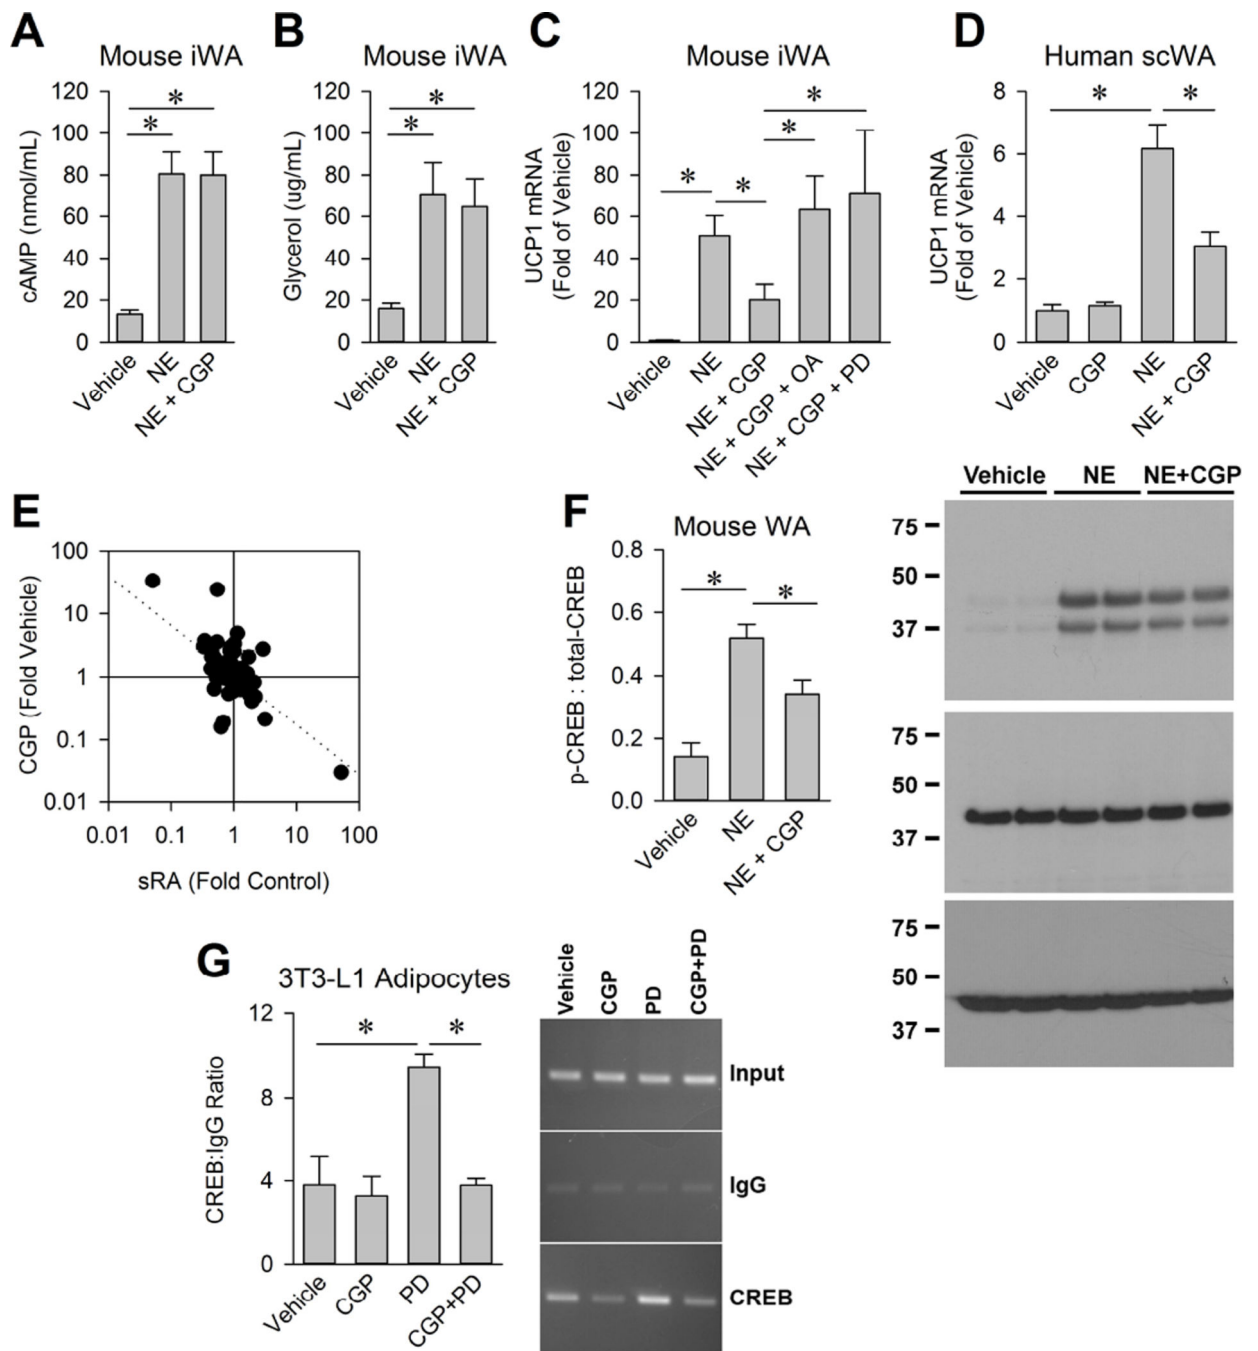 A
Mouse iWA
cAMP (nmol/mL)
120
100
80
60
40
20
0
*
*
Vehicle
NE
NE + CGP
B
Mouse iWA
Glycerol (ug/mL)
120
100
80
60
40
20
0
*
*
Vehicle
NE
NE + CGP
C
Mouse iWA
UCP1 mRNA
(Fold of Vehicle)
120
100
80
60
40
20
0
*
*
*
*
Vehicle
NE
NE + CGP
NE + CGP + OA
NE + CGP + PD
D
Human scWA
UCP1 mRNA
(Fold of Vehicle)
8
6
4
2
0
* *
Vehicle
CGP
NE
NE + CGP
E
CGP (Fold Vehicle)
100
10
1
0.1
0.01
0.01 0.1 1 10 100
sRA (Fold Control)
F
Mouse WA
p-CREB : total-CREB
0.8
0.6
0.4
0.2
0.0
*
*
Vehicle
NE
NE + CGP
Vehicle NE NE+CGP
75
50
37
75
50
37
75
50
37
G
3T3-L1 Adipocytes
CREB:IgG Ratio
12
8
4
0
* *
Vehicle
CGP
PD
CGP+PD
Vehicle
CGP
PD
CGP+PD
Input
IgG
CREB